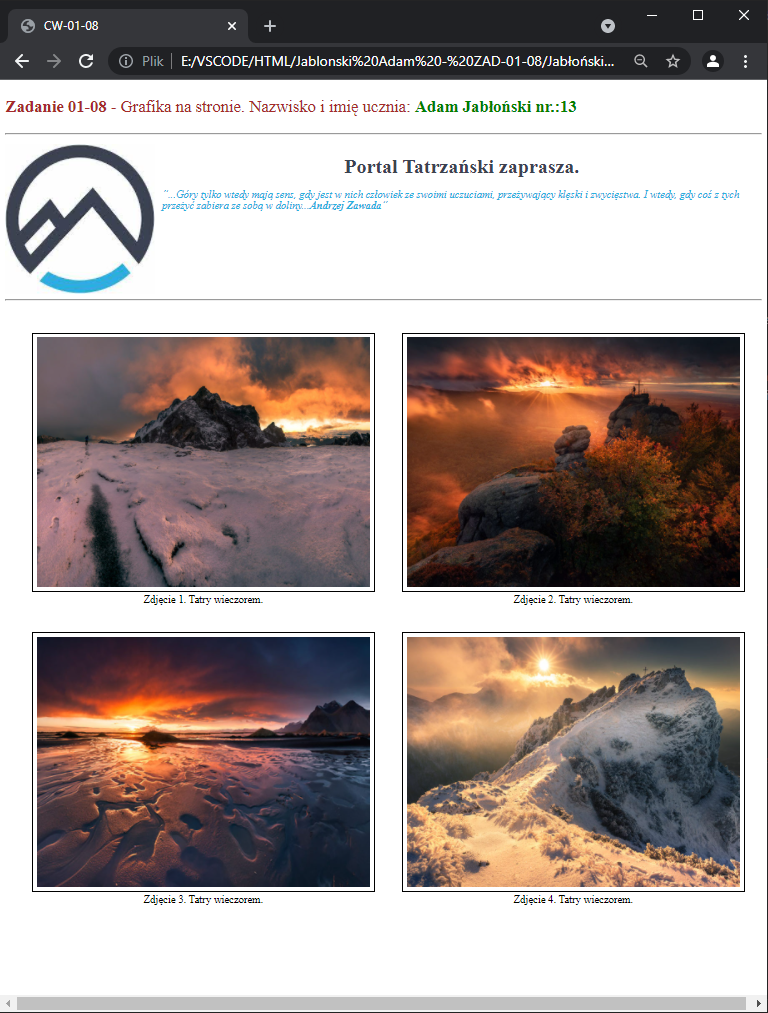 CW-01-08
Plik
E:/VSCODE/HTML/Jablonski%20Adam%20-%20ZAD-01-08/Jabłoński...
Zadanie 01-08 - Grafika na stronie. Nazwisko i imię ucznia: Adam Jabłoński nr.:13
Portal Tatrzański zaprasza.
"...Góry tylko wtedy mają sens, gdy jest w nich człowiek ze swoimi uczuciami, przeżywający klęski i zwycięstwa. I wtedy, gdy coś z tych
przeżyć zabiera ze sobą w doliny...Andrzej Zawada"
Zdjęcie 1. Tatry wieczorem.
Zdjęcie 2. Tatry wieczorem.
Zdjęcie 3. Tatry wieczorem.
Zdjęcie 4. Tatry wieczorem.